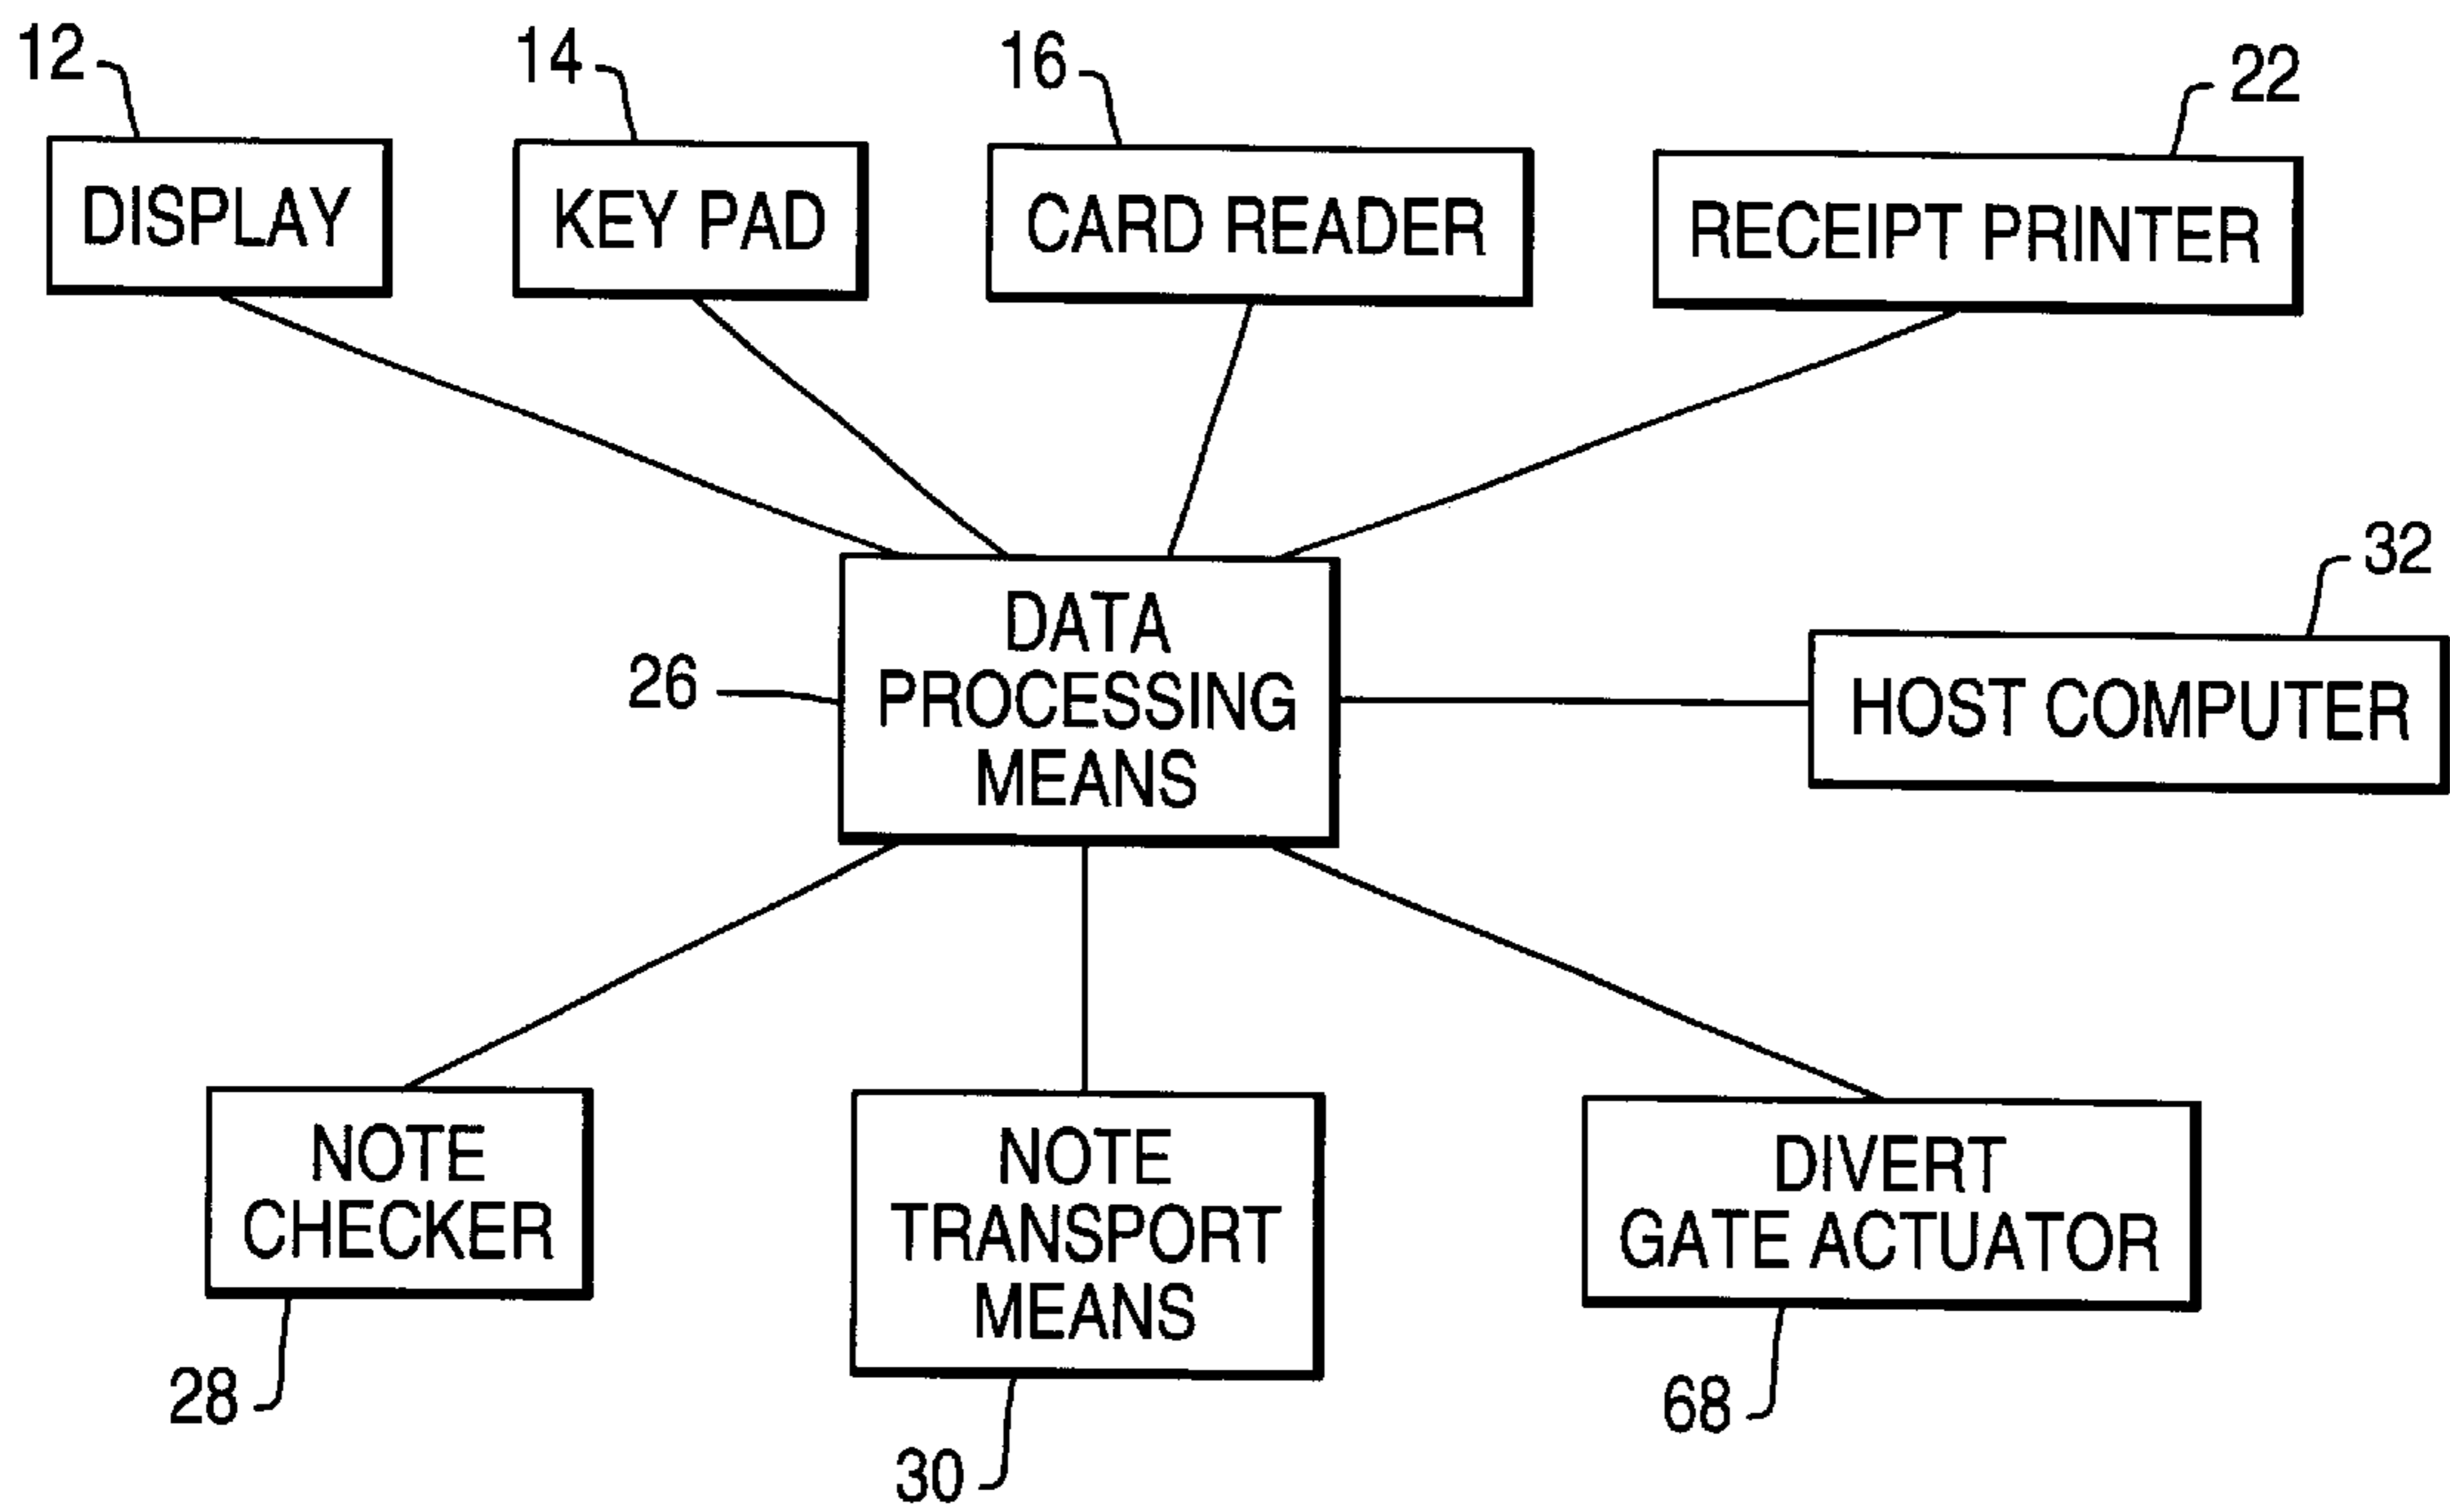 12
14
16
22
DISPLAY
KEY PAD
CARD READER
RECEIPT PRINTER
32
26
DATA
PROCESSING
MEANS
HOST COMPUTER
NOTE
CHECKER
NOTE
TRANSPORT
MEANS
DIVERT
GATE ACTUATOR
28
30
68